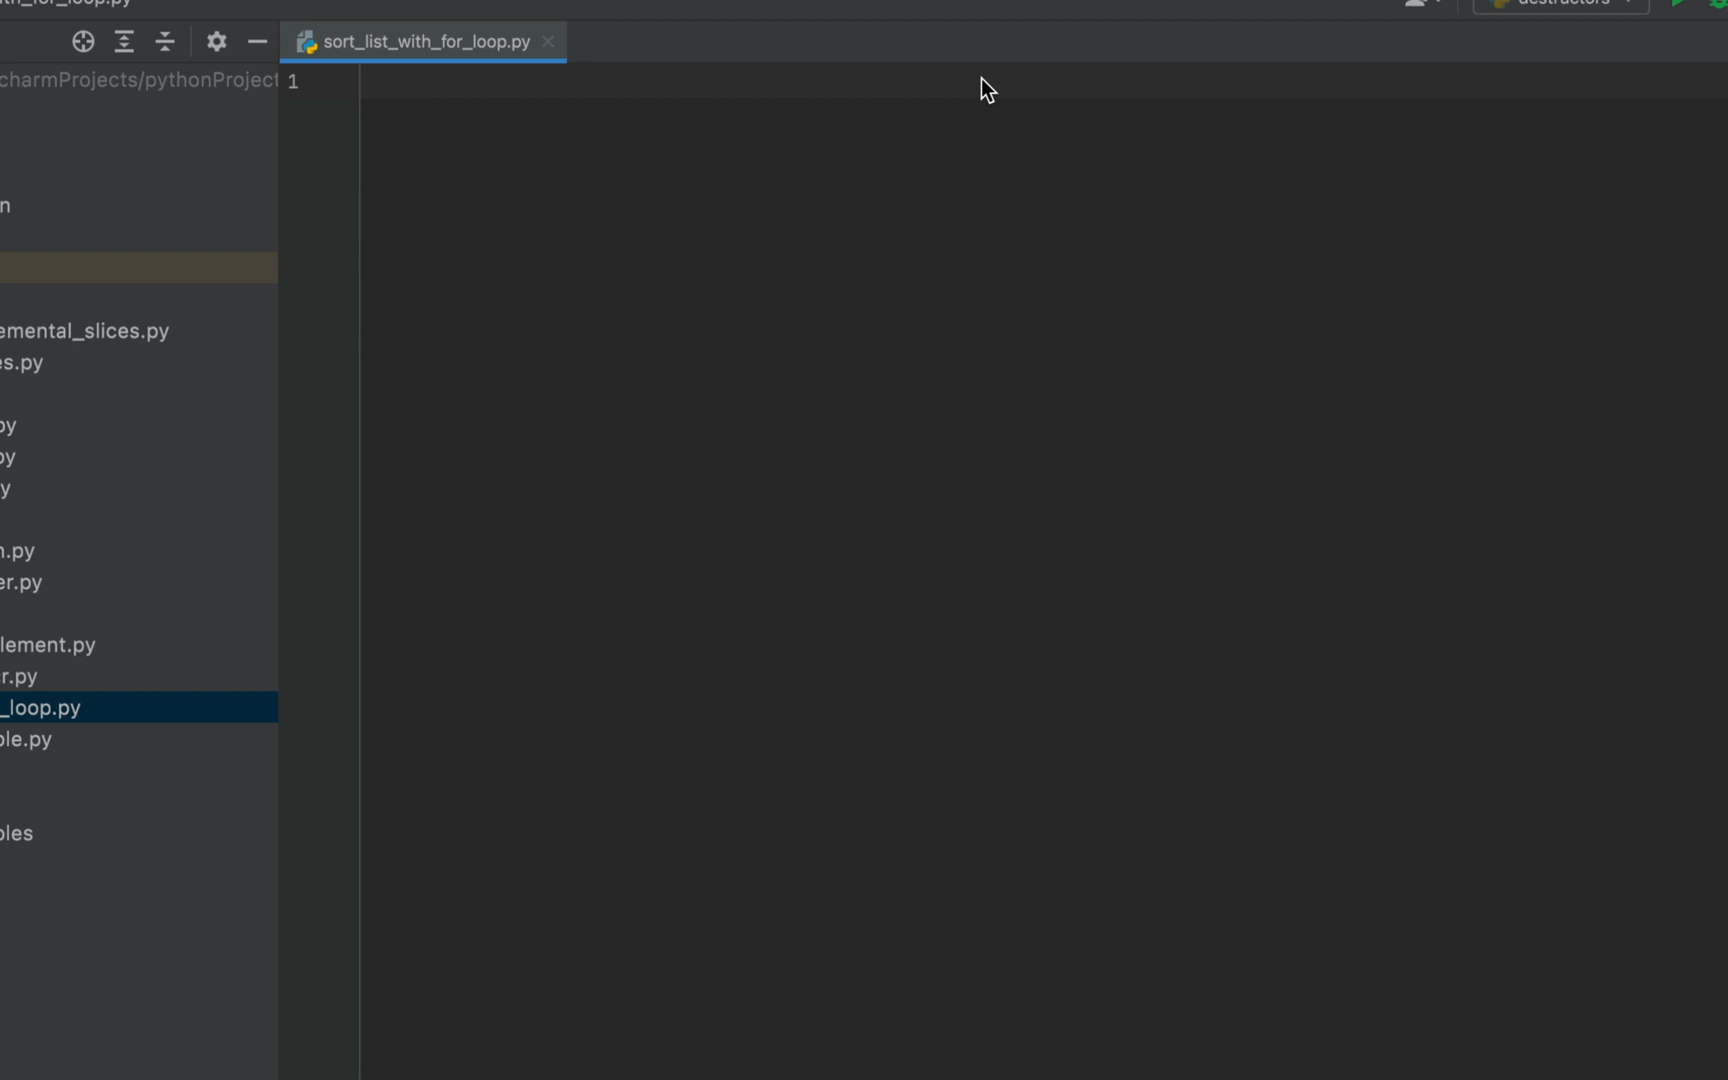 destructors
sort_list_with_for_loop.py
charmProjects/pythonProject
1
n
emental_slices.py
es.py
py
py
y
n.py
er.py
lement.py
r.py
_loop.py
ple.py
ples